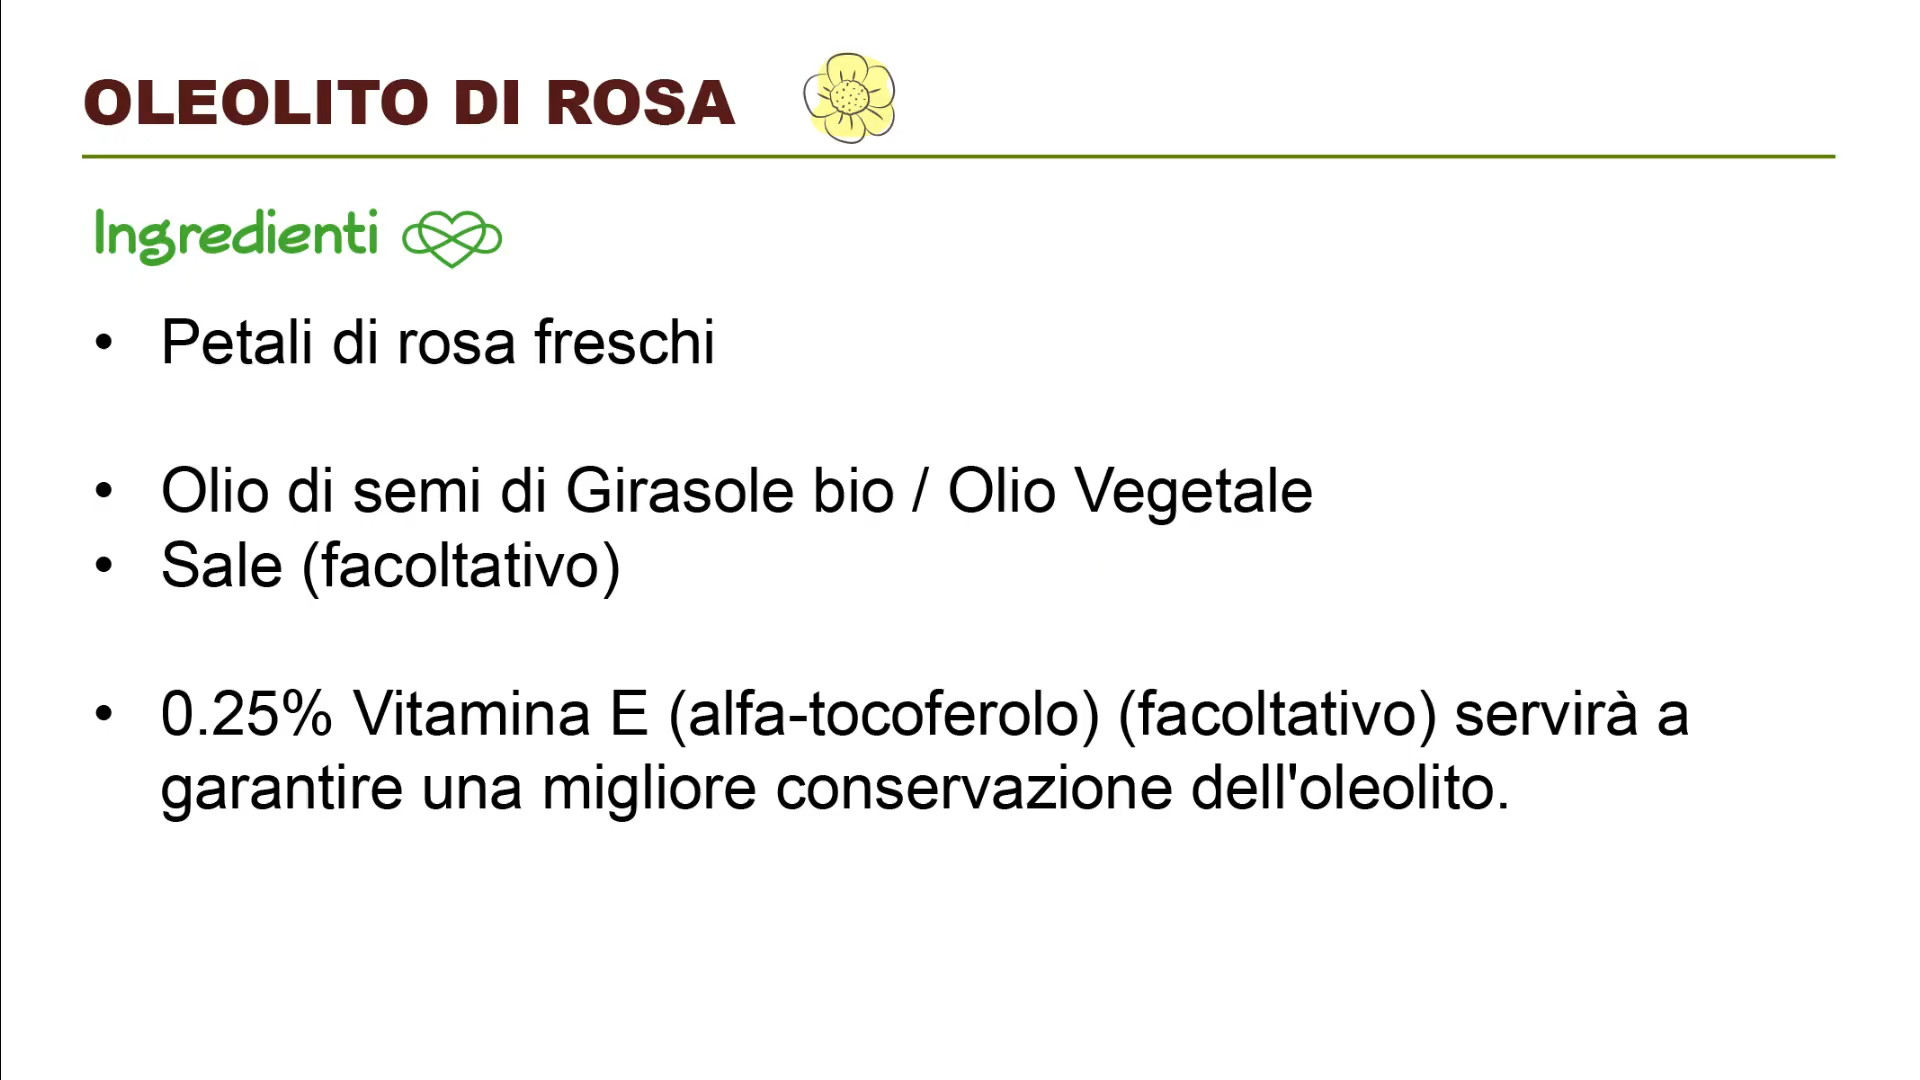 OLEOLITO DI ROSA
Ingredienti
• Petali di rosa freschi
• Olio di semi di Girasole bio / Olio Vegetale
• Sale (facoltativo)
• 0.25% Vitamina E (alfa-tocoferolo) (facoltativo) servirà a
garantire una migliore conservazione dell'oleolito.